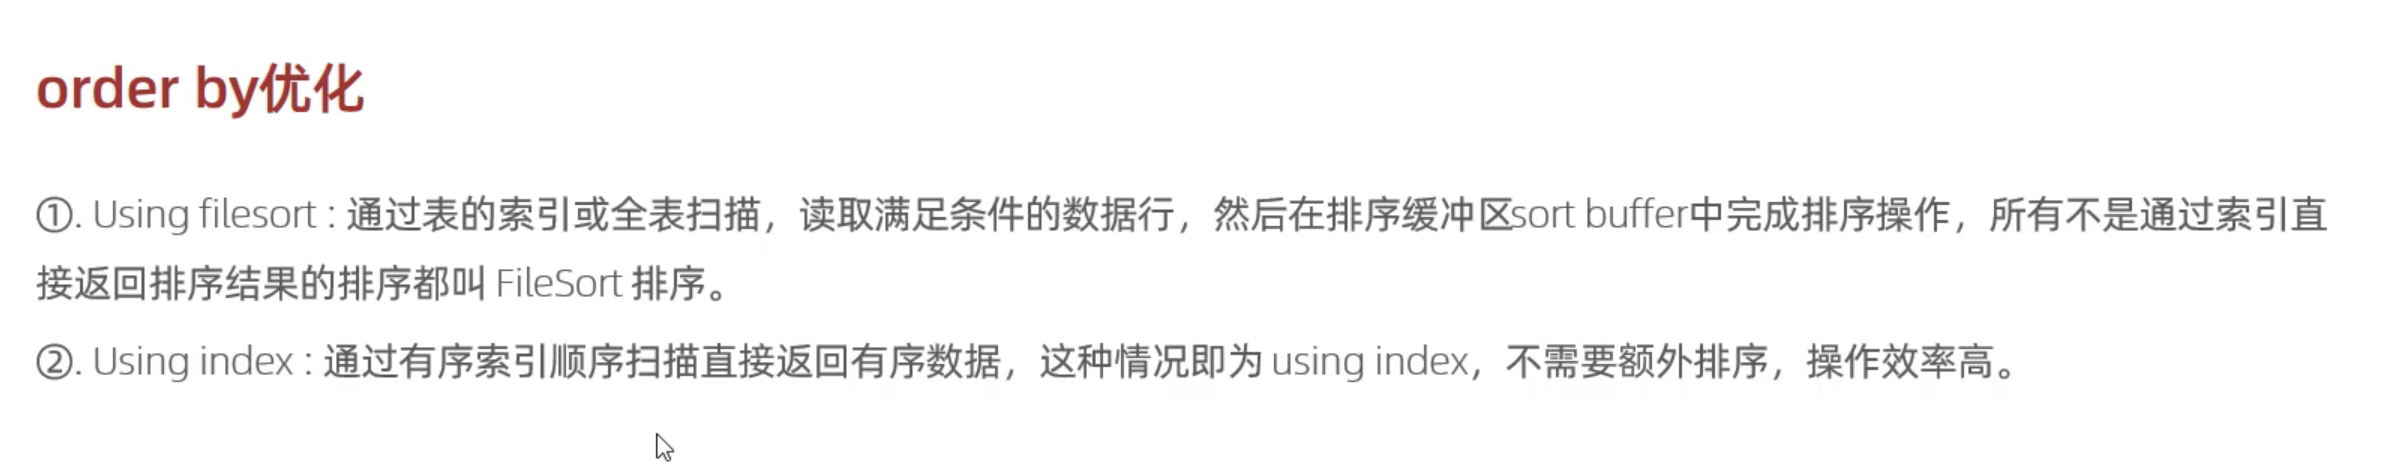 order by优化
①. Using filesort : 通过表的索引或全表扫描，读取满足条件的数据行，然后在排序缓冲区sort buffer中完成排序操作，所有不是通过索引直
接返回排序结果的排序都叫 FileSort 排序。
②. Using index : 通过有序索引顺序扫描直接返回有序数据，这种情况即为 using index，不需要额外排序，操作效率高。